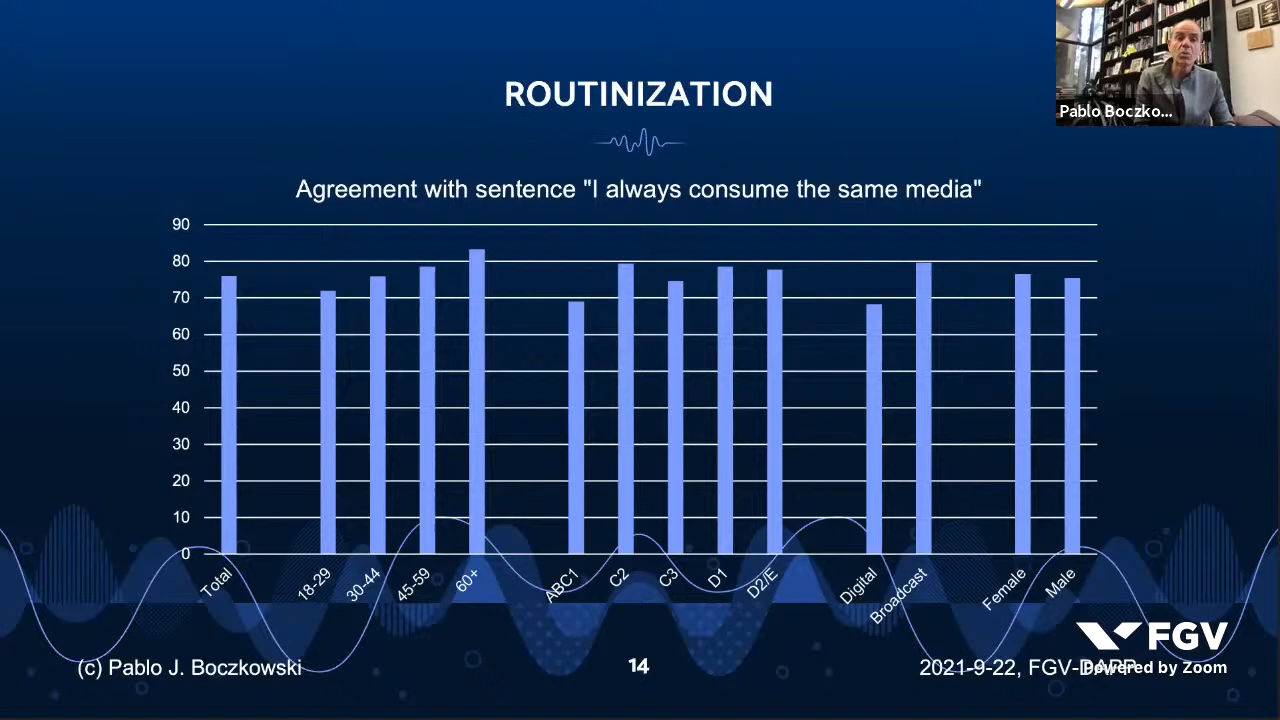 Pablo Boczko...
ROUTINIZATION
Agreement with sentence "I always consume the same media"
90
80
70
60
50
40
30
20
10
0
Total
18-29
30-44
45-59
60+
ABC1
C2
C3
D1
D2/E
Digital
Broadcast
Female
Male
FGV
(c) Pablo J. Boczkowski
14
2021-9-22, FGV-DAPP
Powered by Zoom